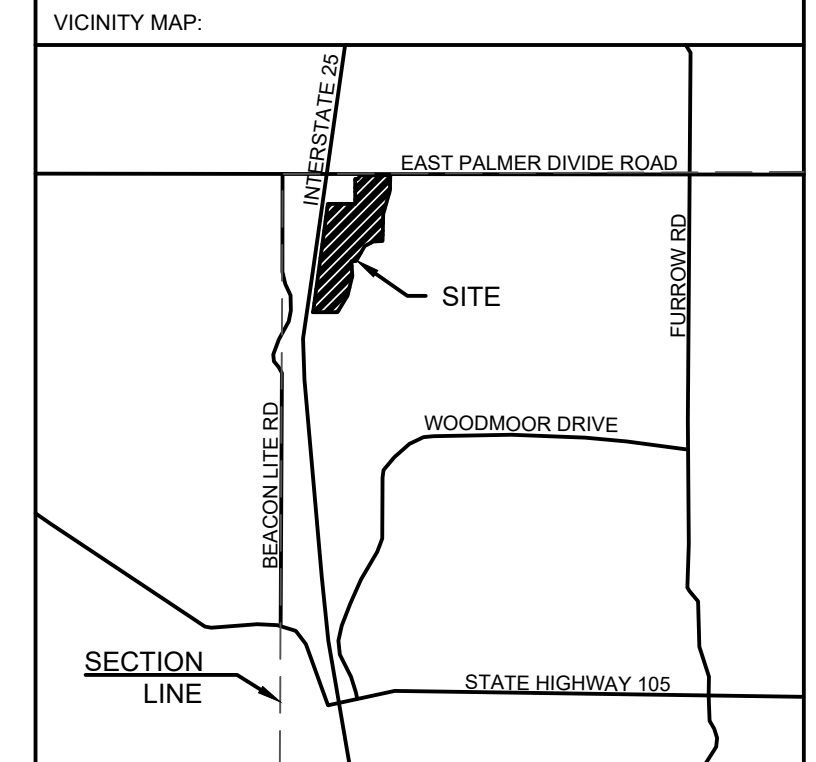 VICINITY MAP:
INTERSTATE 25
EAST PALMER DIVIDE ROAD
FURROW RD
SITE
BEACON LITE RD
WOODMOOR DRIVE
SECTION
LINE
STATE HIGHWAY 105